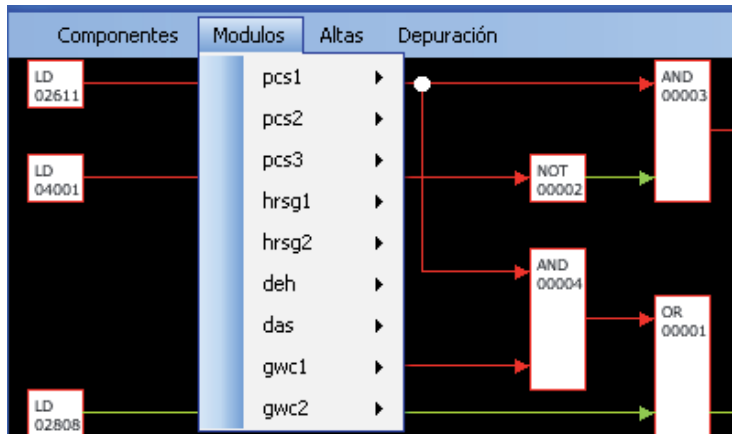 Componentes Modulos Altas Depuración
LD
02611
LD
04001
LD
02808
pcs1
pcs2
pcs3
hrsg1
hrsg2
deh
das
gwc1
gwc2
NOT
00002
AND
00004
AND
00003
OR
00001